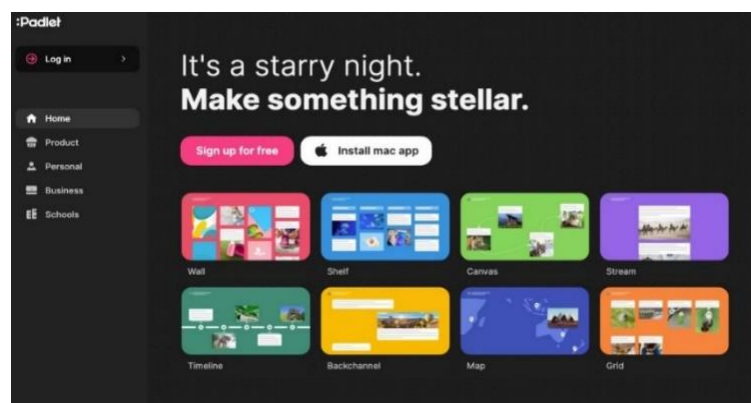 :Padlet
Log in
Home
Product
Personal
Business
Schools
It's a starry night.
Make something stellar.
Sign up for free
Install mac app
Wall
Shelf
Canvas
Stream
Timeline
Backchannel
Map
Grid